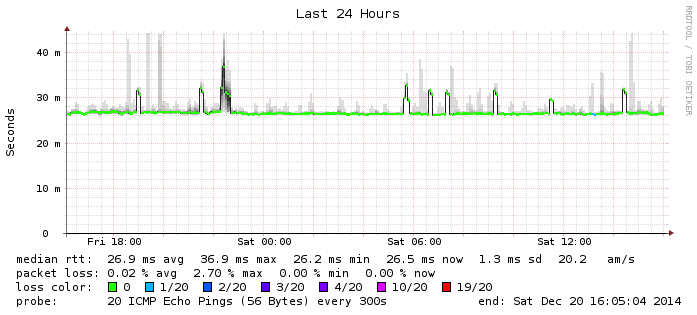 Last 24 Hours
RRDTOOL / TOBI OETIKER
Seconds
40 m
30 m
20 m
10 m
0
Fri 18:00 Sat 00:00 Sat 06:00 Sat 12:00
median rtt: 26.9 ms avg 36.9 ms max 26.2 ms min 26.5 ms now 1.3 ms sd 20.2 am/s
packet loss: 0.02 % avg 2.70 % max 0.00 % min 0.00 % now
loss color: 0 1/20 2/20 3/20 4/20 10/20 19/20
probe: 20 ICMP Echo Pings (56 Bytes) every 300s end: Sat Dec 20 16:05:04 2014